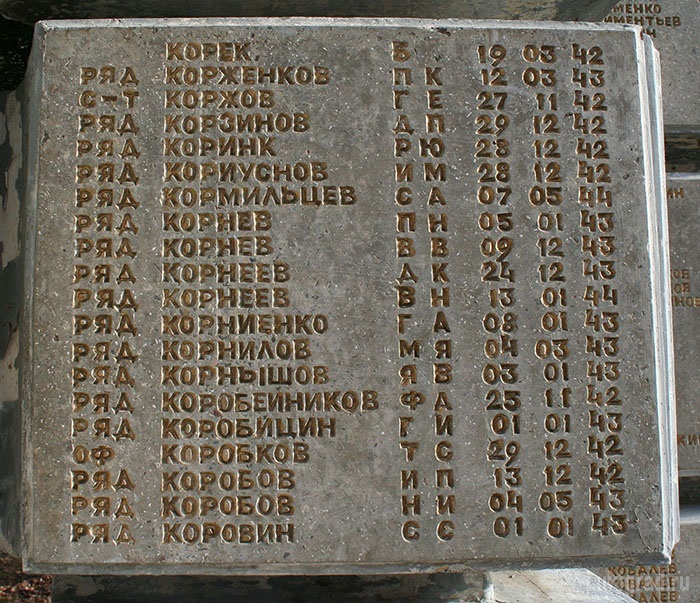 МЕНКО
ИМЕНТЬЕВ
КОРЕК Б 19 03 42
РЯД КОРЖЕНКОВ П К 12 03 43
С-Т КОРЖОВ Г Е 27 11 42
РЯД КОРЗИНОВ Д П 29 12 42
РЯД КОРИНК Р Ю 28 12 42
РЯД КОРИУСНОВ И М 28 12 42
РЯД КОРМИЛЬЦЕВ С А 07 05 44
РЯД КОРНЕВ П Н 05 01 43
РЯД КОРНЕВ В В 09 12 43
РЯД КОРНЕЕВ Д К 24 12 43
РЯД КОРНЕЕВ В Н 13 01 44
РЯД КОРНИЕНКО Г А 08 01 43
РЯД КОРНИЛОВ М Я 04 03 43
РЯД КОРНЫШОВ Я В 03 01 43
РЯД КОРОБЕЙНИКОВ Ф А 25 11 42
РЯД КОРОБИЦИН Г И 01 01 43
ОФ КОРОБКОВ Т С 29 12 42
РЯД КОРОБОВ И П 13 12 42
РЯД КОРОБОВ Н И 04 05 43
РЯД КОРОВИН С С 01 01 43
КОВАЛЕВ